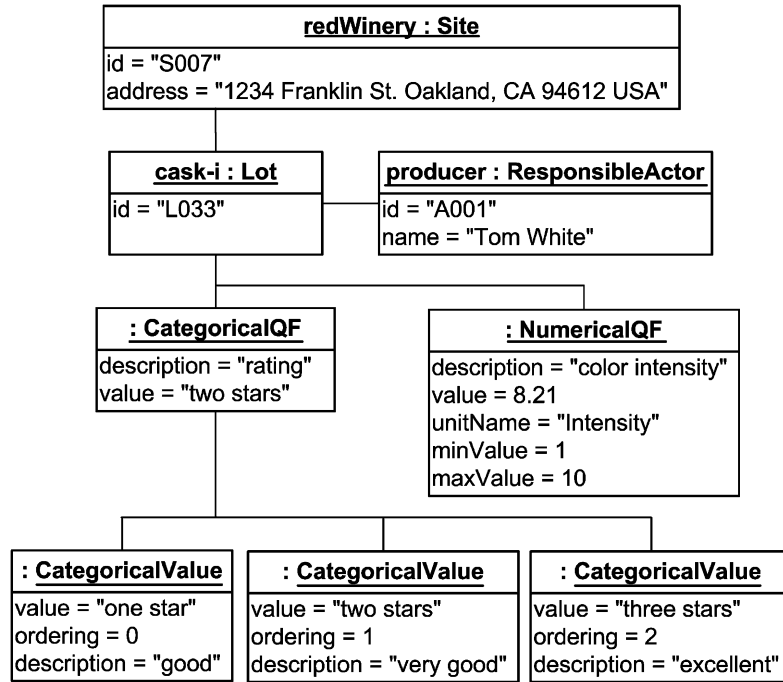 redWinery : Site
id = "S007"
address = "1234 Franklin St. Oakland, CA 94612 USA"
cask-i : Lot
id = "L033"
producer : ResponsibleActor
id = "A001"
name = "Tom White"
: CategoricalQF
description = "rating"
value = "two stars"
: NumericalQF
description = "color intensity"
value = 8.21
unitName = "Intensity"
minValue = 1
maxValue = 10
: CategoricalValue
value = "one star"
ordering = 0
description = "good"
: CategoricalValue
value = "two stars"
ordering = 1
description = "very good"
: CategoricalValue
value = "three stars"
ordering = 2
description = "excellent"